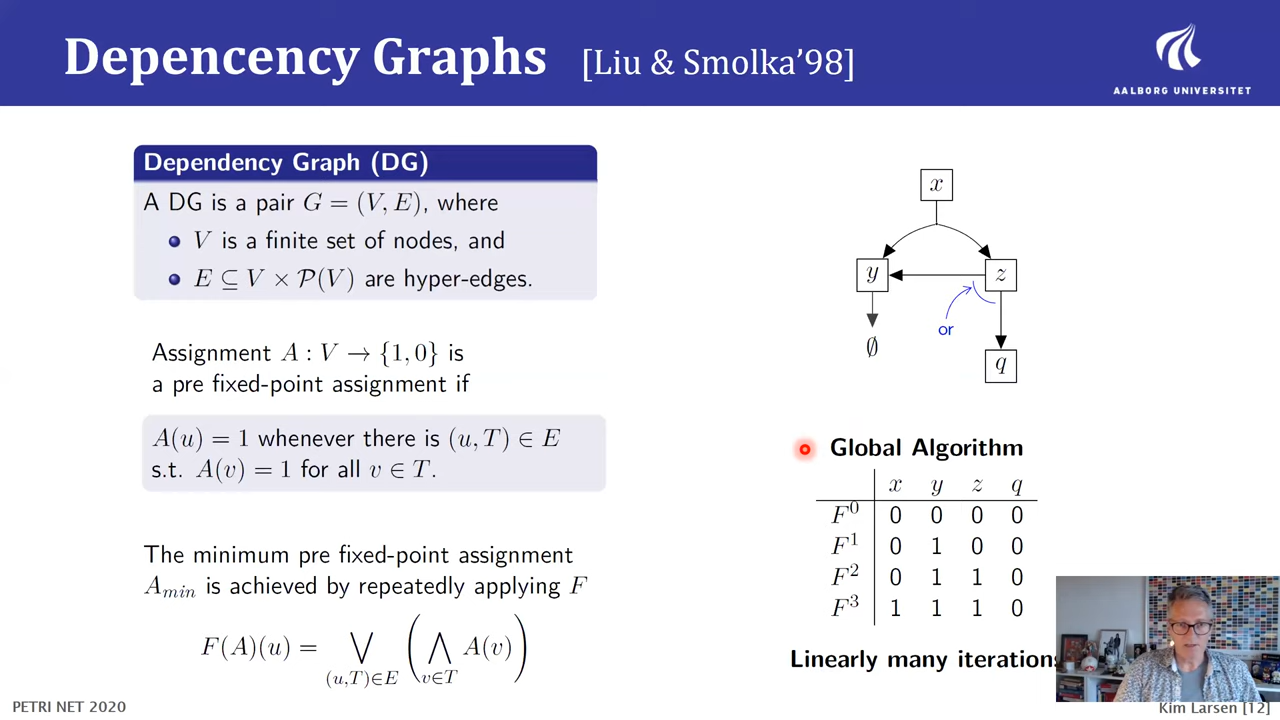 Depencency Graphs [Liu & Smolka’98]
AALBORG UNIVERSITET
Dependency Graph (DG)
A DG is a pair G = (V, E), where
V is a finite set of nodes, and
E ⊆ V × P(V) are hyper-edges.
Assignment A : V → {1, 0} is
a pre fixed-point assignment if
A(u) = 1 whenever there is (u, T) ∈ E
s.t. A(v) = 1 for all v ∈ T.
The minimum pre fixed-point assignment
A_min is achieved by repeatedly applying F
F(A)(u) = ⋁_{(u,T)∈E} ( ⋀_{v∈T} A(v) )
x
y z
or
∅
q
Global Algorithm
x y z q
F^0 0 0 0 0
F^1 0 1 0 0
F^2 0 1 1 0
F^3 1 1 1 0
Linearly many iterations
PETRI NET 2020
Kim Larsen [12]